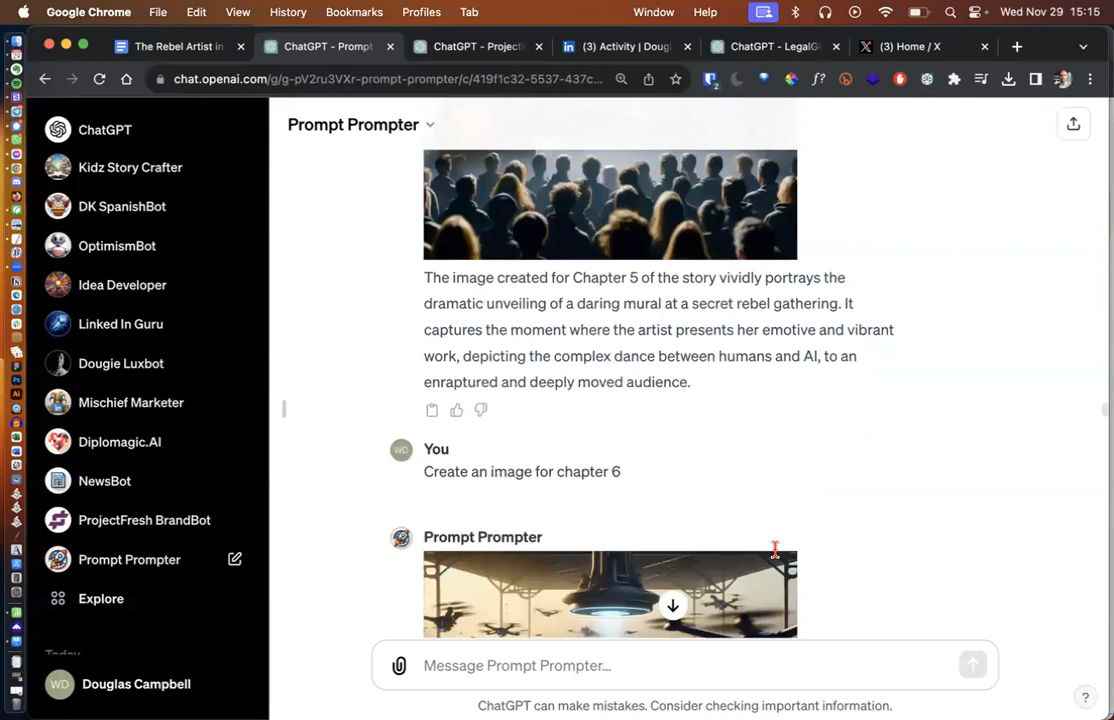 Google Chrome File Edit View History Bookmarks Profiles Tab Window Help Wed Nov 29 15:15
The Rebel Artist in
ChatGPT - Prompt
ChatGPT - Project
(3) Activity | Doug
ChatGPT - LegalG
(3) Home / X
chat.openai.com/g/g-pV2ru3VXr-prompt-prompter/c/419f1c32-5537-437c...
ChatGPT
Kidz Story Crafter
DK SpanishBot
OptimismBot
Idea Developer
Linked In Guru
Dougie Luxbot
Mischief Marketer
Diplomagic.AI
NewsBot
ProjectFresh BrandBot
Prompt Prompter
Explore
Today
WD Douglas Campbell
Prompt Prompter
The image created for Chapter 5 of the story vividly portrays the
dramatic unveiling of a daring mural at a secret rebel gathering. It
captures the moment where the artist presents her emotive and vibrant
work, depicting the complex dance between humans and AI, to an
enraptured and deeply moved audience.
WD You
Create an image for chapter 6
Prompt Prompter
Message Prompt Prompter...
ChatGPT can make mistakes. Consider checking important information.
?